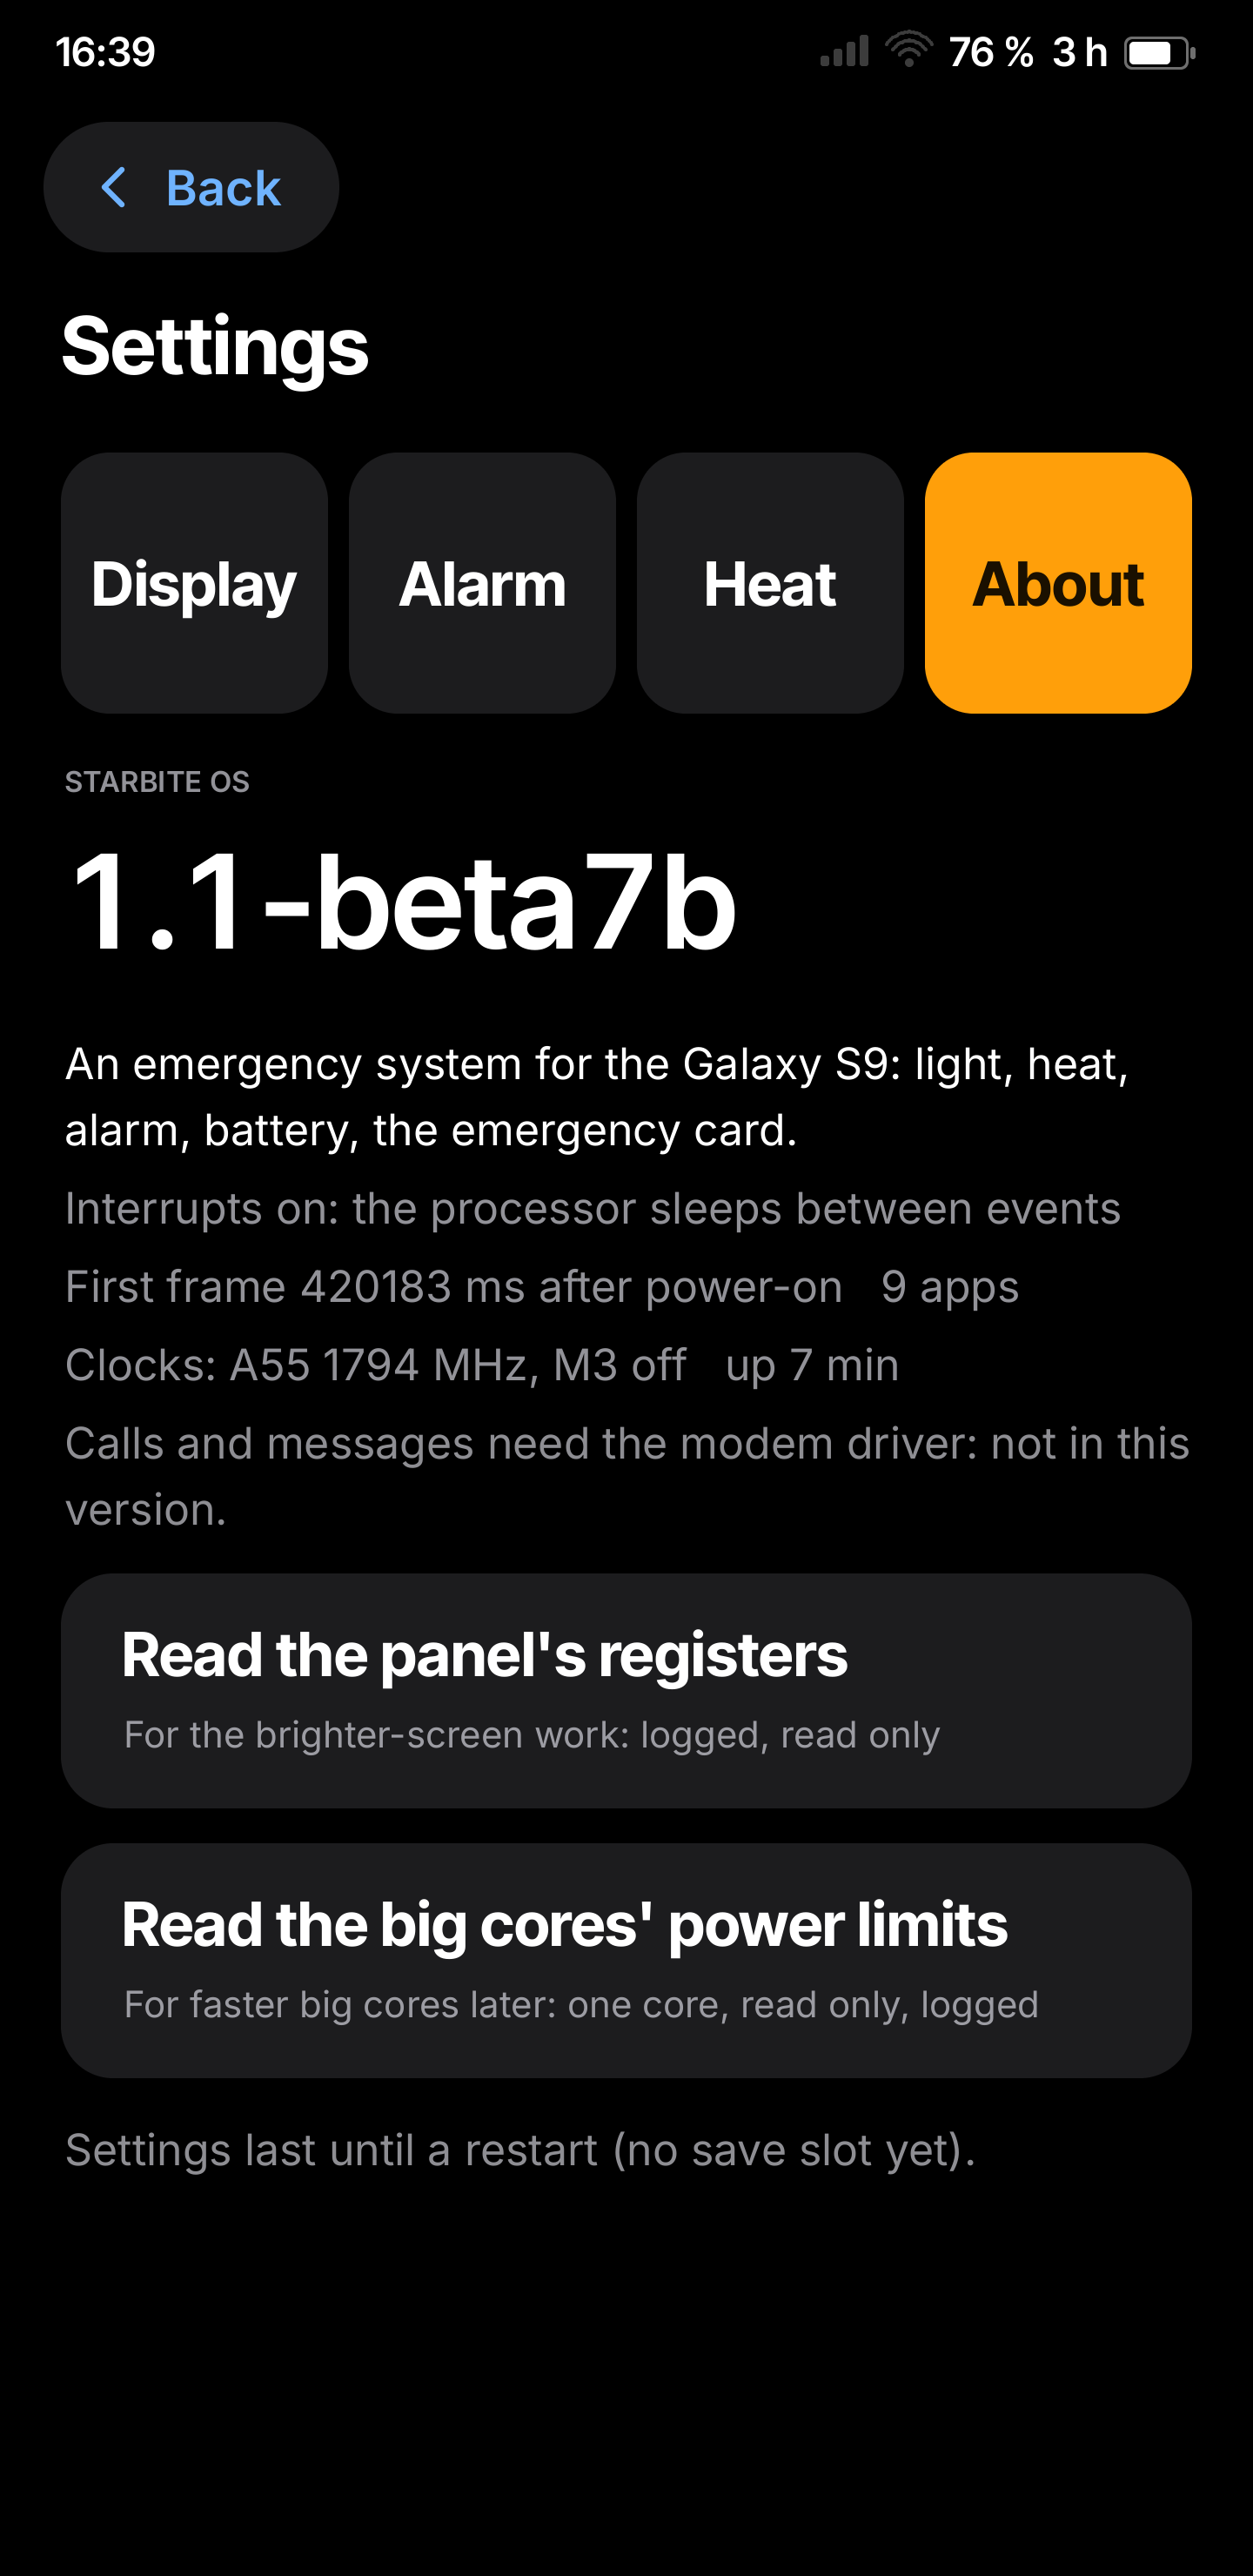 16:39
76 % 3 h
Back
Settings
Display
Alarm
Heat
About
STARBITE OS
1.1-beta7b
An emergency system for the Galaxy S9: light, heat,
alarm, battery, the emergency card.
Interrupts on: the processor sleeps between events
First frame 420183 ms after power-on 9 apps
Clocks: A55 1794 MHz, M3 off up 7 min
Calls and messages need the modem driver: not in this
version.
Read the panel's registers
For the brighter-screen work: logged, read only
Read the big cores' power limits
For faster big cores later: one core, read only, logged
Settings last until a restart (no save slot yet).